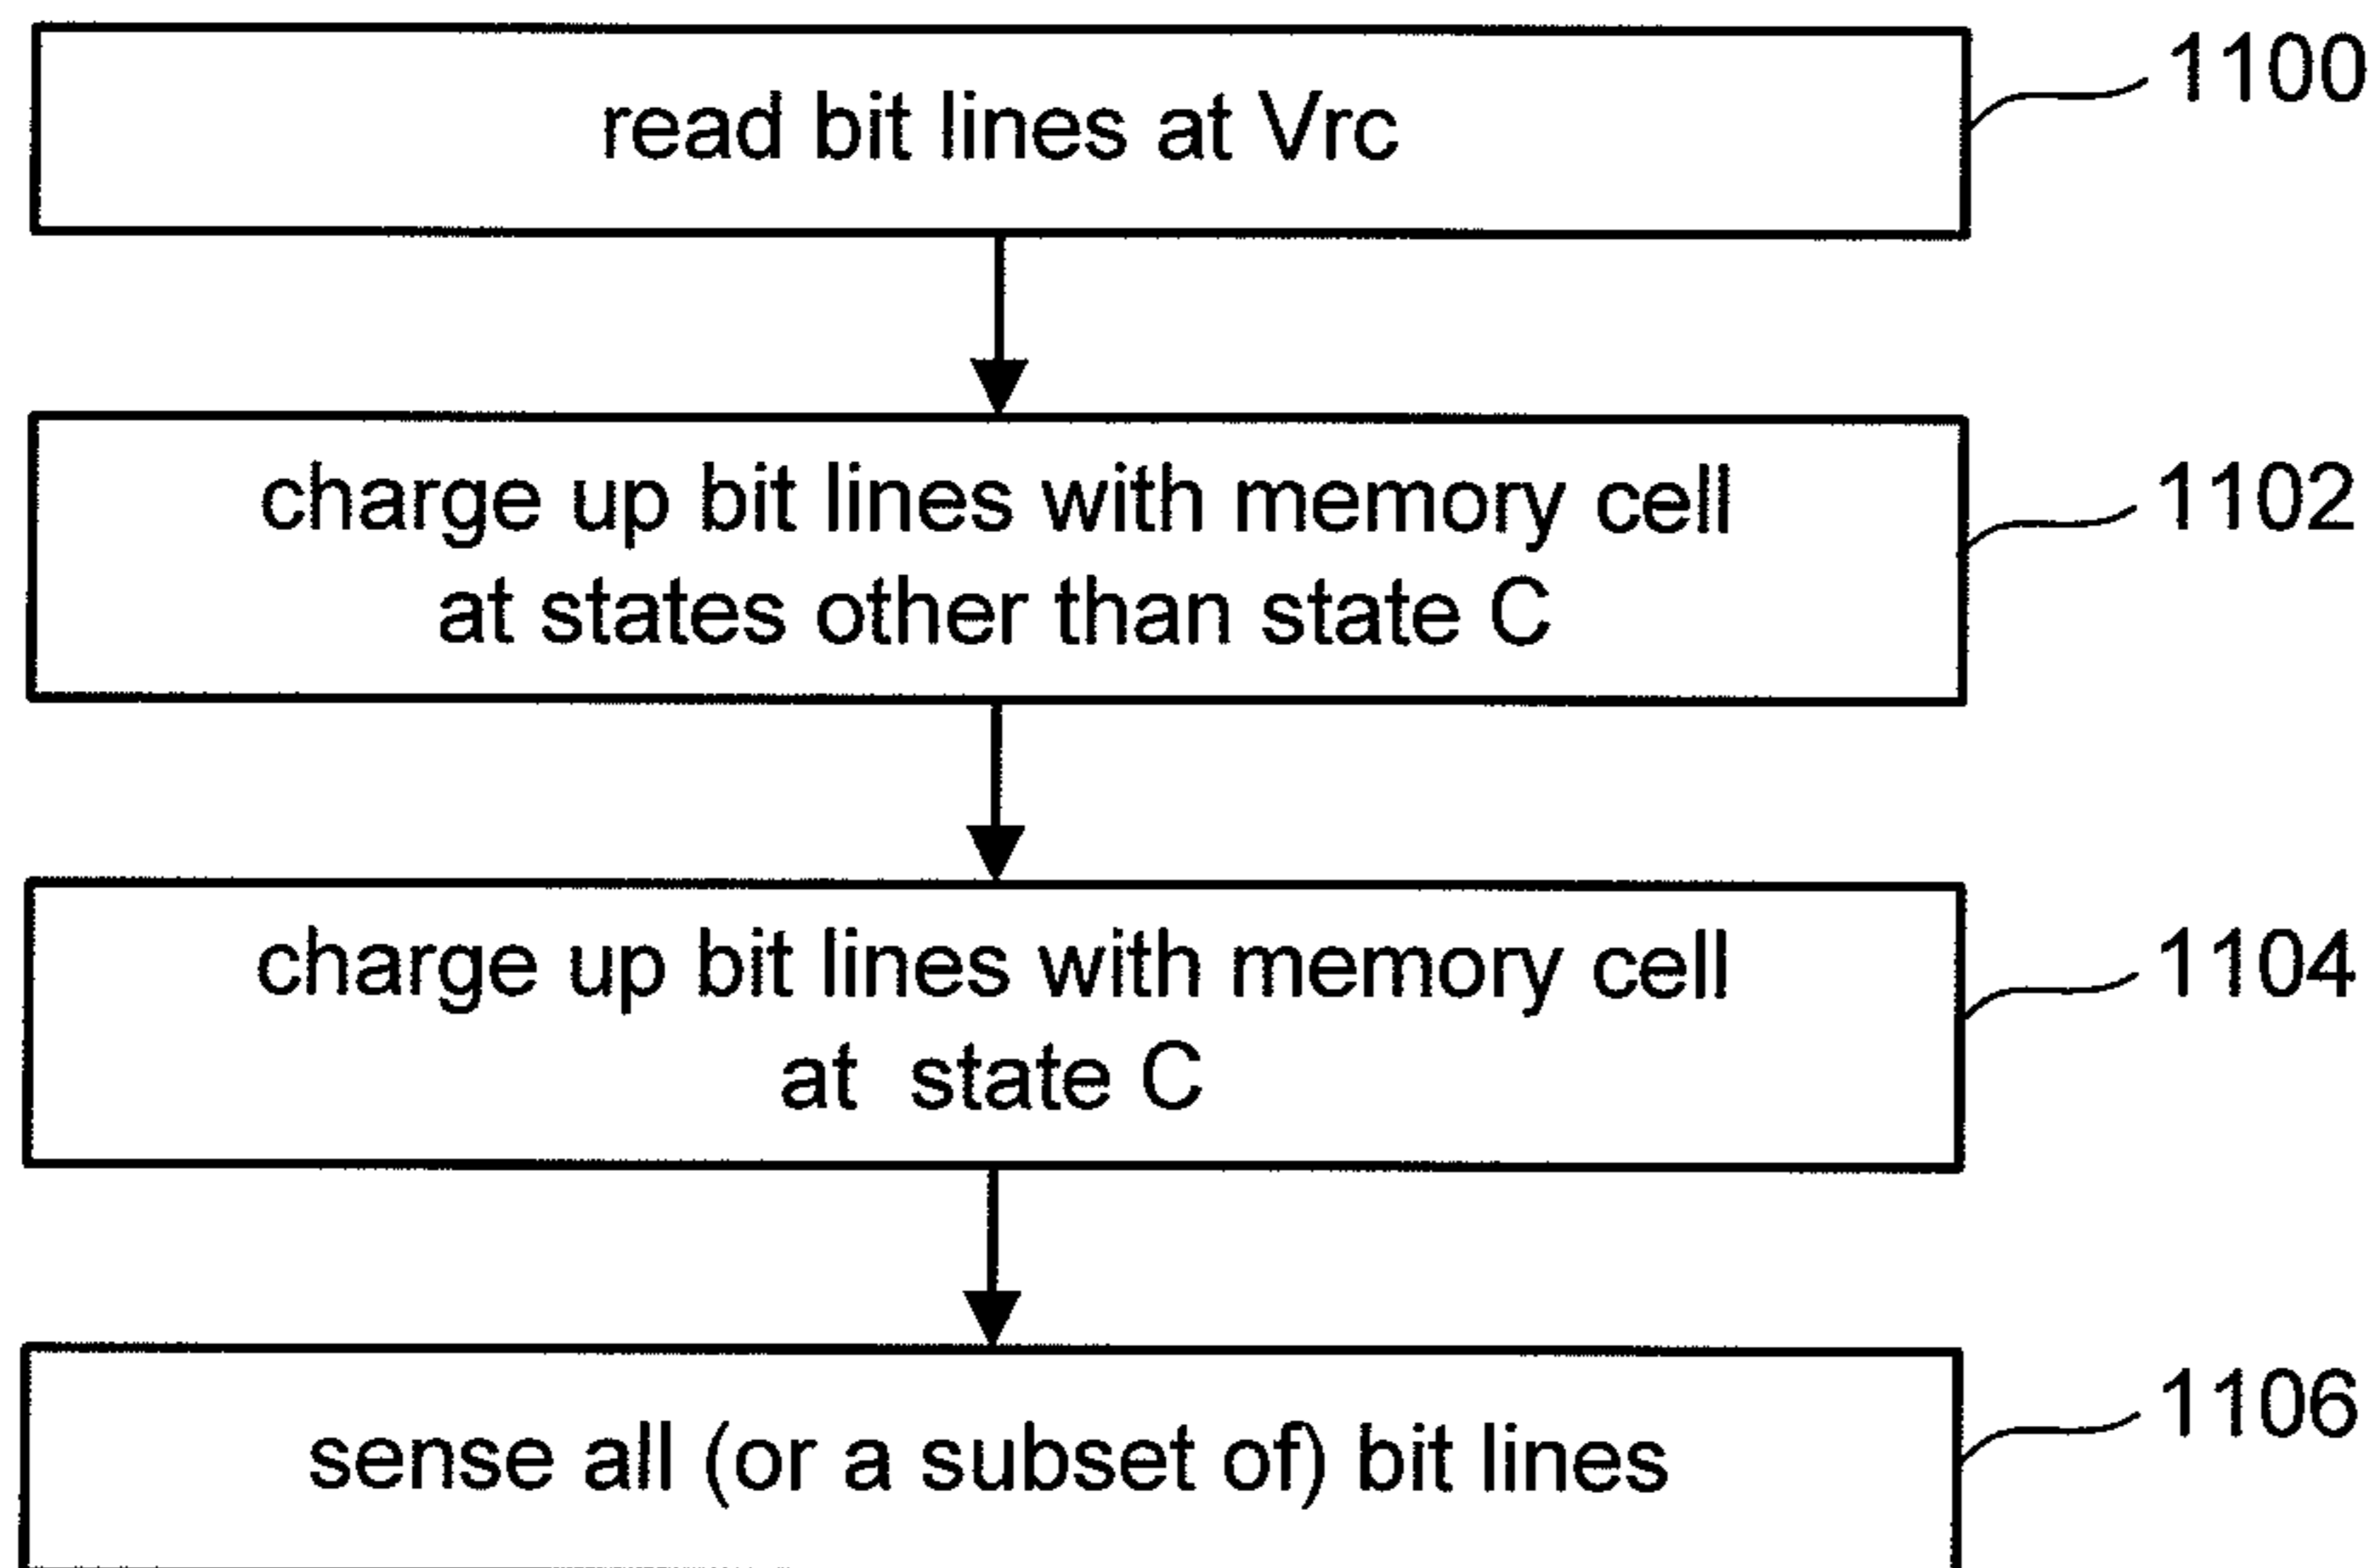 read bit lines at Vrc
1100
charge up bit lines with memory cell
at states other than state C
1102
charge up bit lines with memory cell
at state C
1104
sense all (or a subset of) bit lines
1106